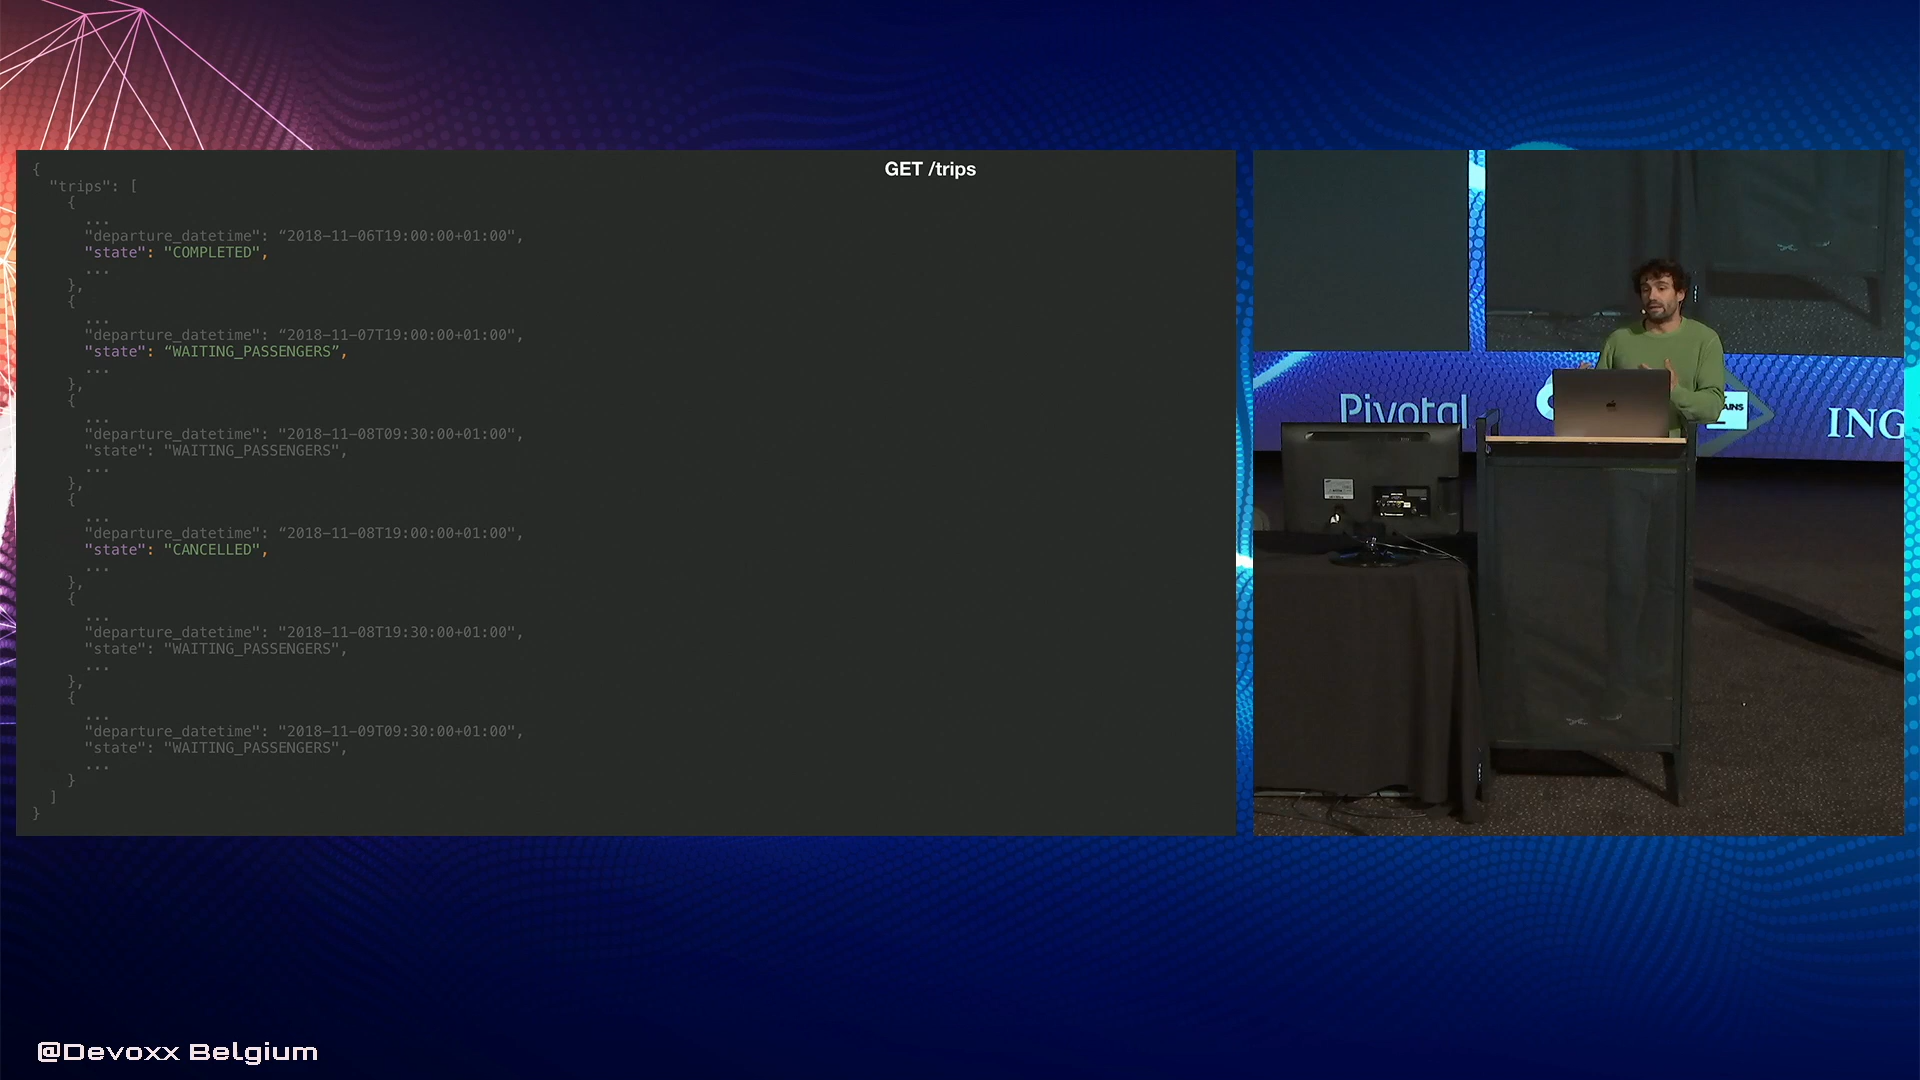 GET /trips
{
"trips": [
{
...
"departure_datetime": “2018-11-06T19:00:00+01:00",
"state": "COMPLETED",
...
},
{
...
"departure_datetime": “2018-11-07T19:00:00+01:00",
"state": “WAITING_PASSENGERS”,
...
},
{
...
"departure_datetime": “2018-11-08T09:30:00+01:00",
"state": "WAITING_PASSENGERS",
...
},
{
...
"departure_datetime": “2018-11-08T19:00:00+01:00",
"state": "CANCELLED",
...
},
{
...
"departure_datetime": "2018-11-08T19:30:00+01:00",
"state": "WAITING_PASSENGERS",
...
},
{
...
"departure_datetime": "2018-11-09T09:30:00+01:00",
"state": "WAITING_PASSENGERS",
...
}
]
}
Pivotal
ING
@Devoxx Belgium